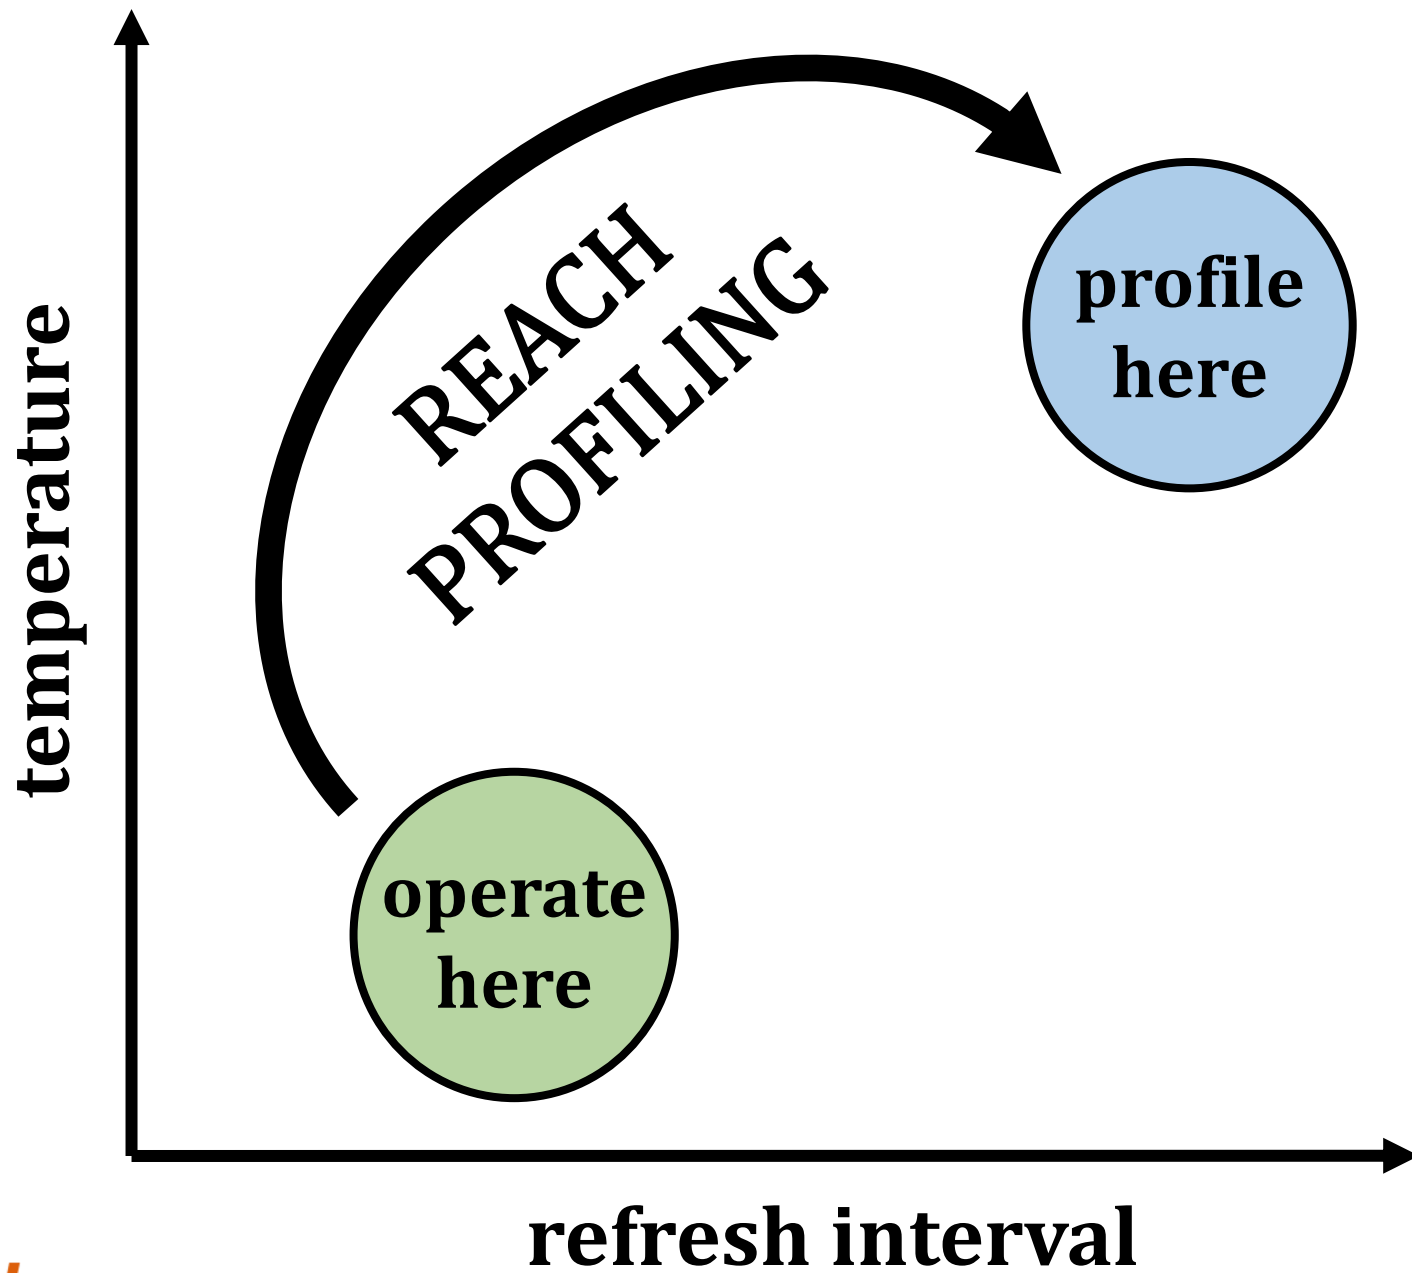 temperature
REACH
PROFILING
profile
here
operate
here
refresh interval